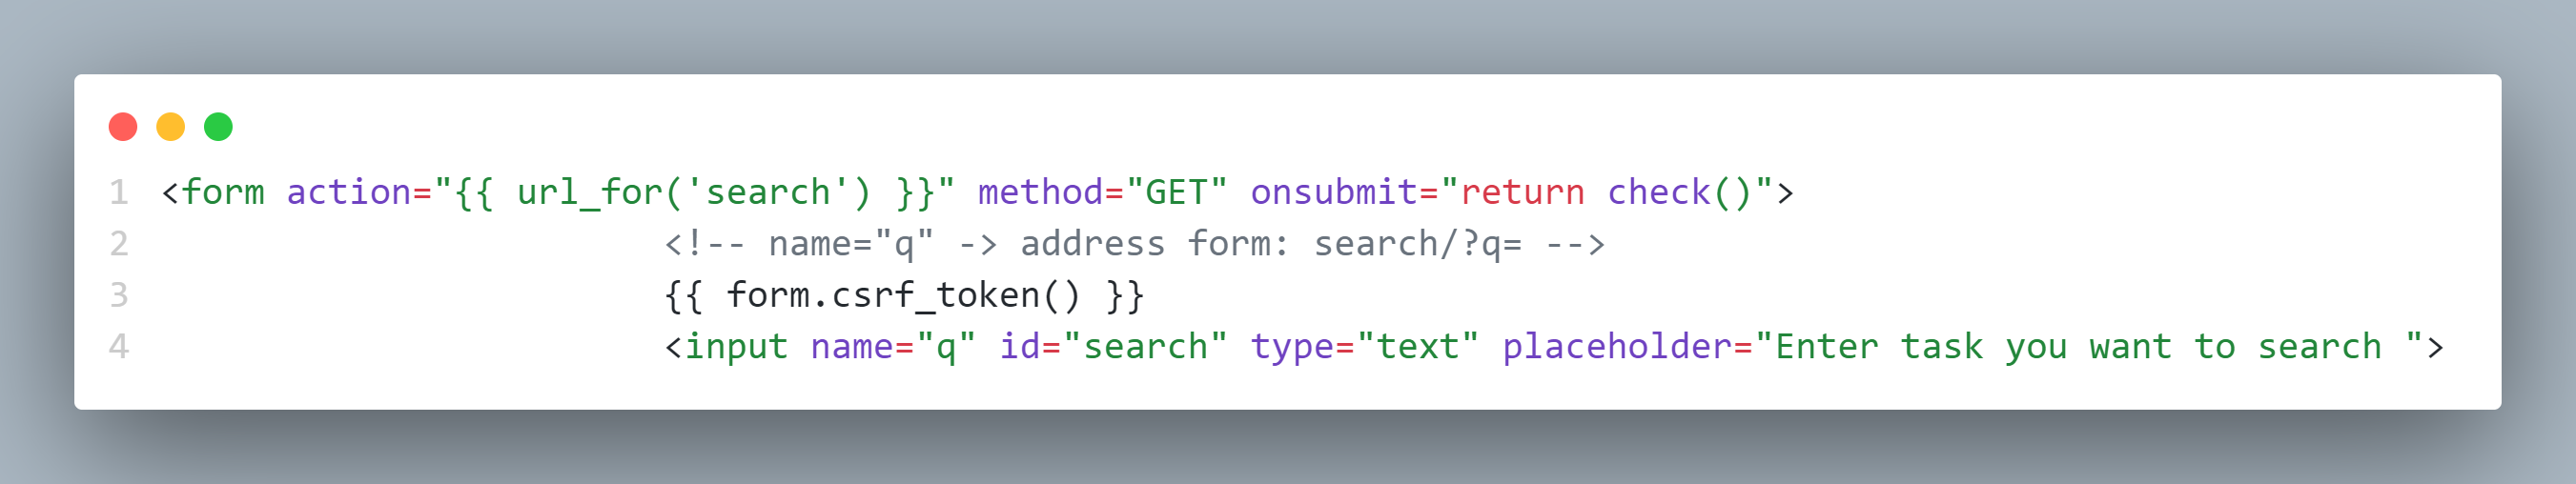 1 <form action="{{ url_for('search') }}" method="GET" onsubmit="return check()">
2 <!-- name="q" -> address form: search/?q= -->
3 {{ form.csrf_token() }}
4 <input name="q" id="search" type="text" placeholder="Enter task you want to search ">